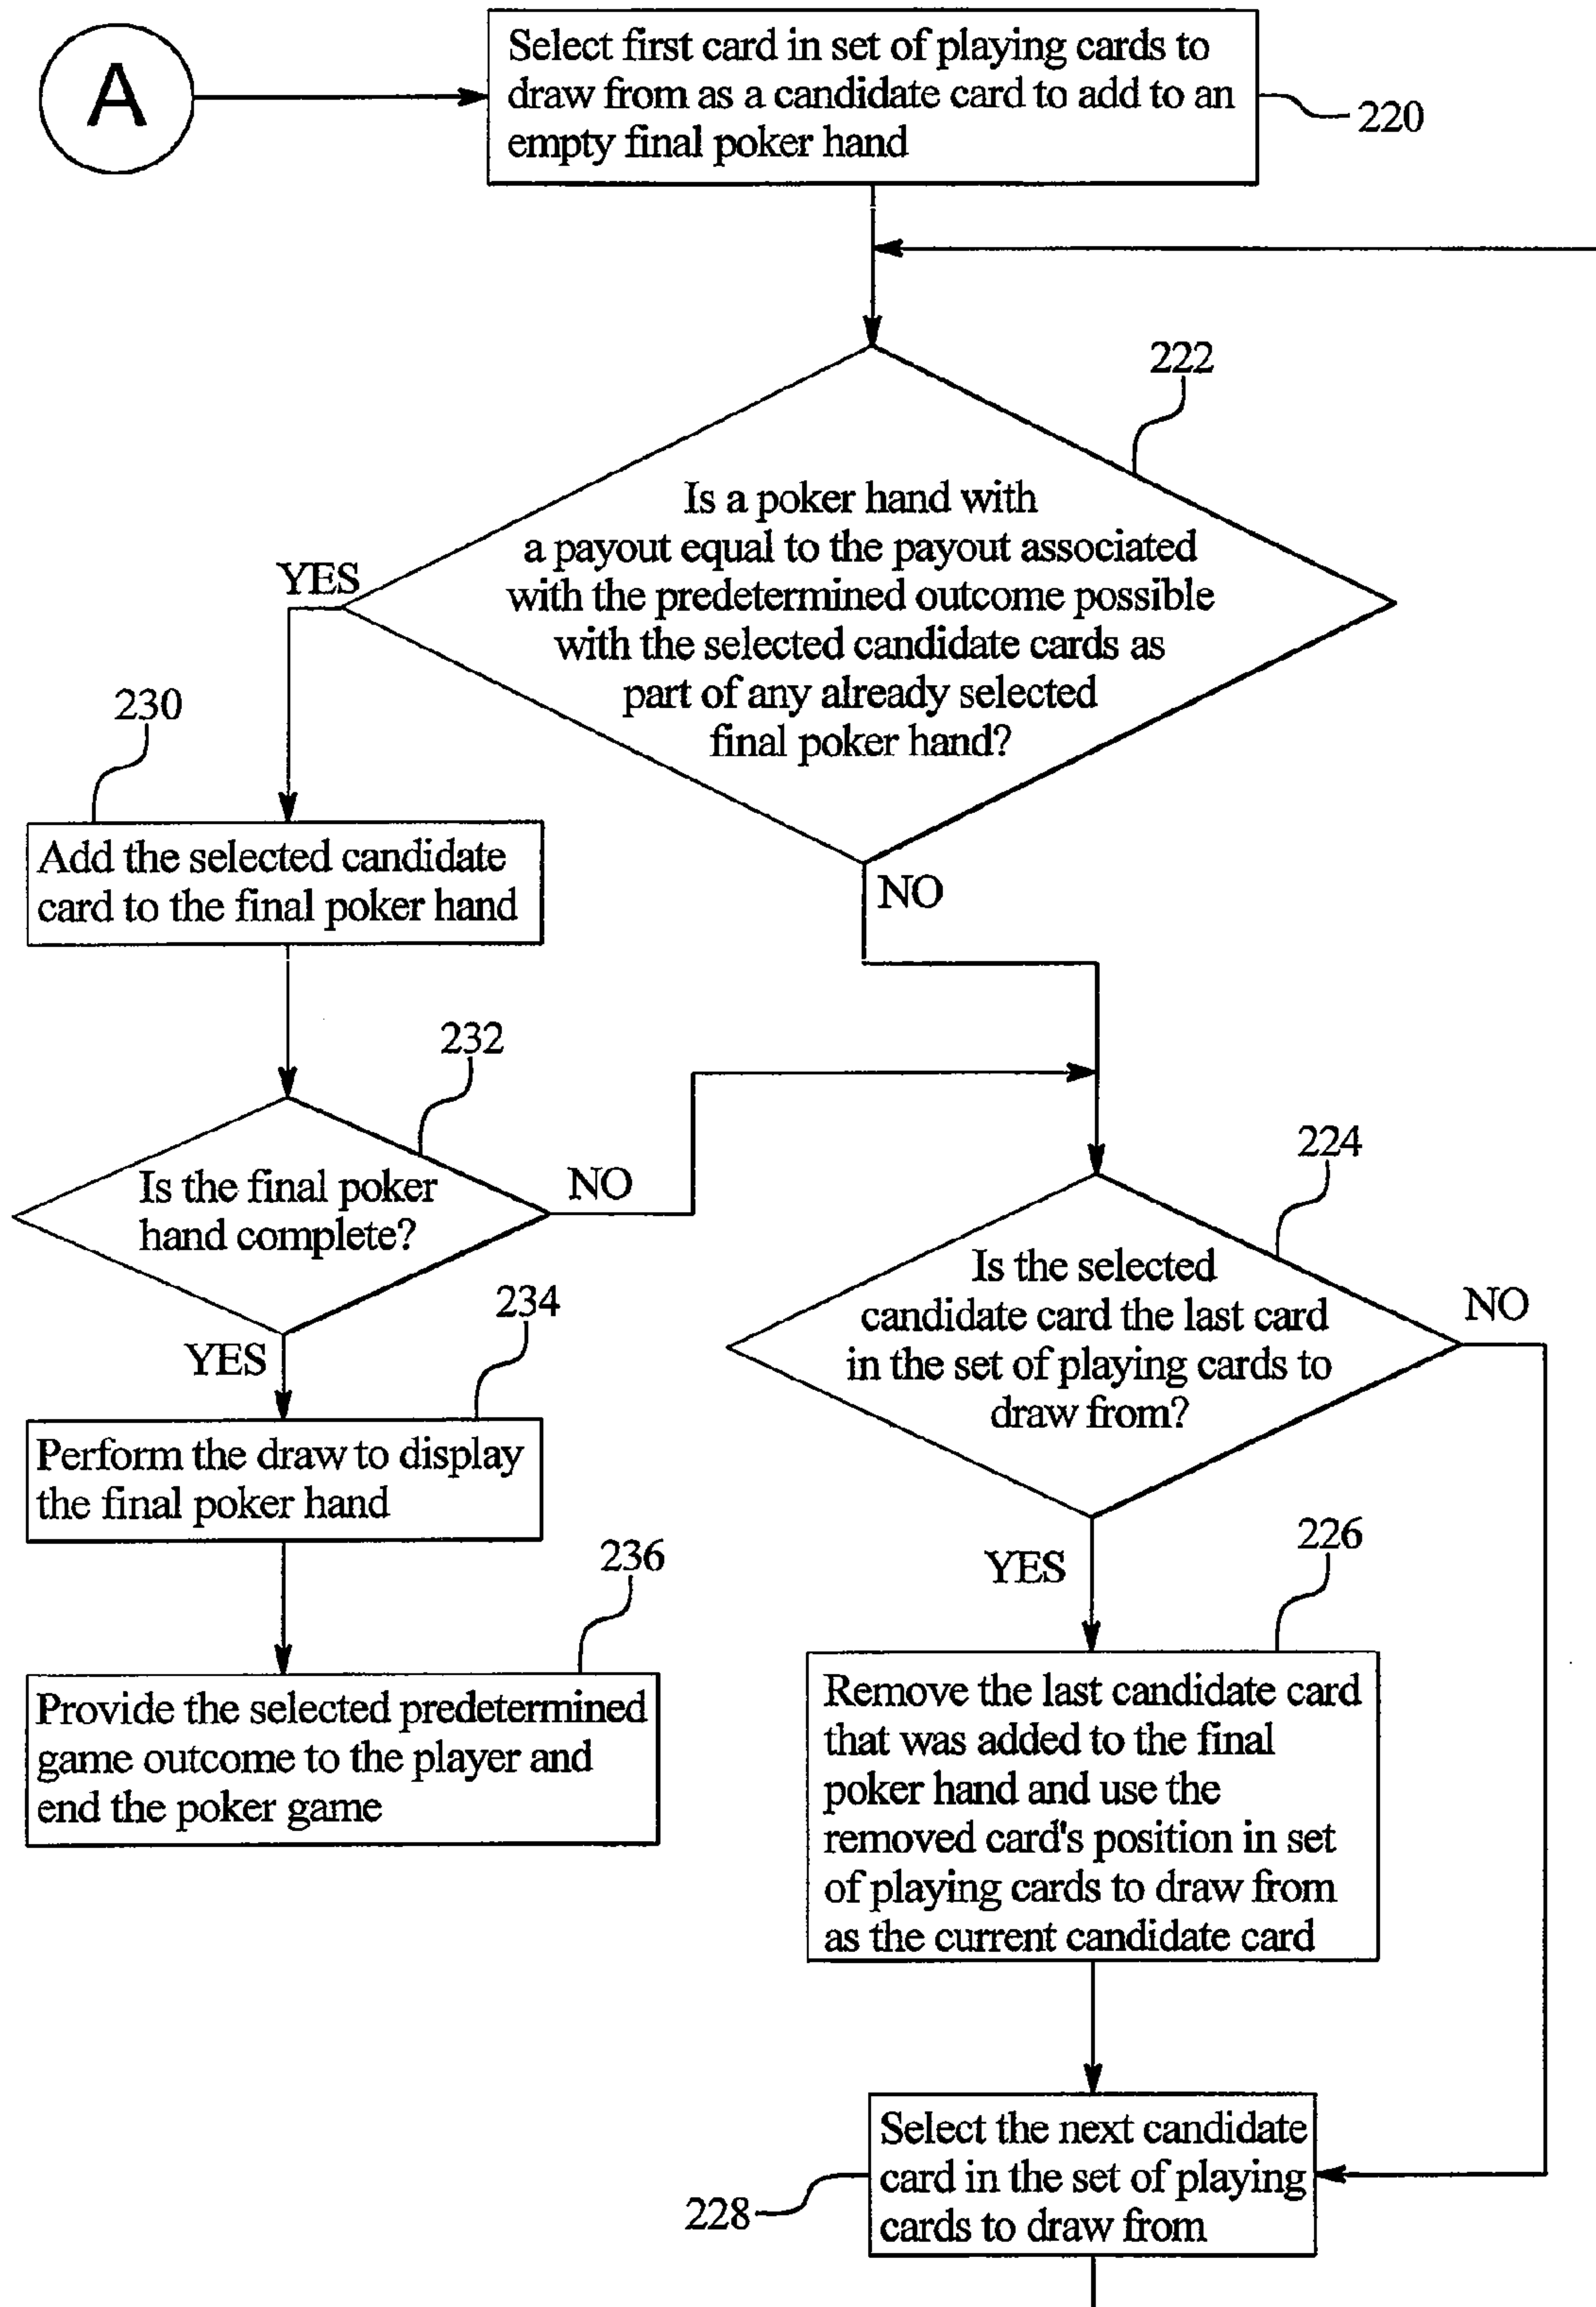 A
Select first card in set of playing cards to
draw from as a candidate card to add to an
empty final poker hand
220
222
Is a poker hand with
a payout equal to the payout associated
with the predetermined outcome possible
with the selected candidate cards as
part of any already selected
final poker hand?
YES
NO
230
Add the selected candidate
card to the final poker hand
232
Is the final poker
hand complete?
NO
YES
224
Is the selected
candidate card the last card
in the set of playing cards to
draw from?
NO
YES
234
Perform the draw to display
the final poker hand
236
Provide the selected predetermined
game outcome to the player and
end the poker game
226
Remove the last candidate card
that was added to the final
poker hand and use the
removed card's position in set
of playing cards to draw from
as the current candidate card
228
Select the next candidate
card in the set of playing
cards to draw from